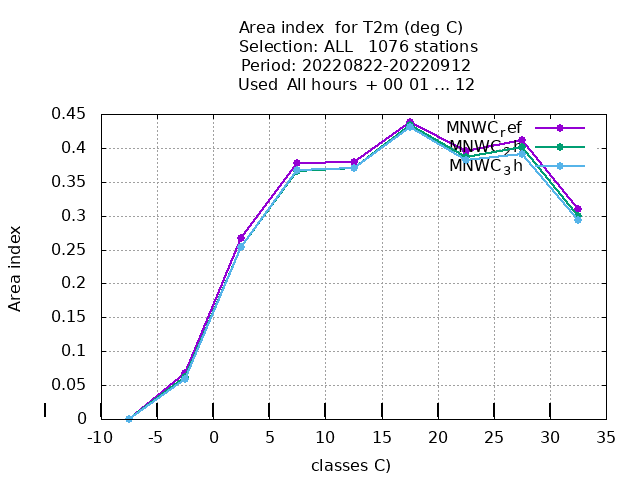 Area index  for T2m (deg C)
Selection: ALL   1076 stations
Period: 20220822-20220912
Used  All hours  + 00 01 ... 12
0.45
0.4
0.35
0.3
0.25
0.2
0.15
0.1
0.05
0
MNWC_ref
MNWC_3h
Area index
-10 -5 0 5 10 15 20 25 30 35
classes C)